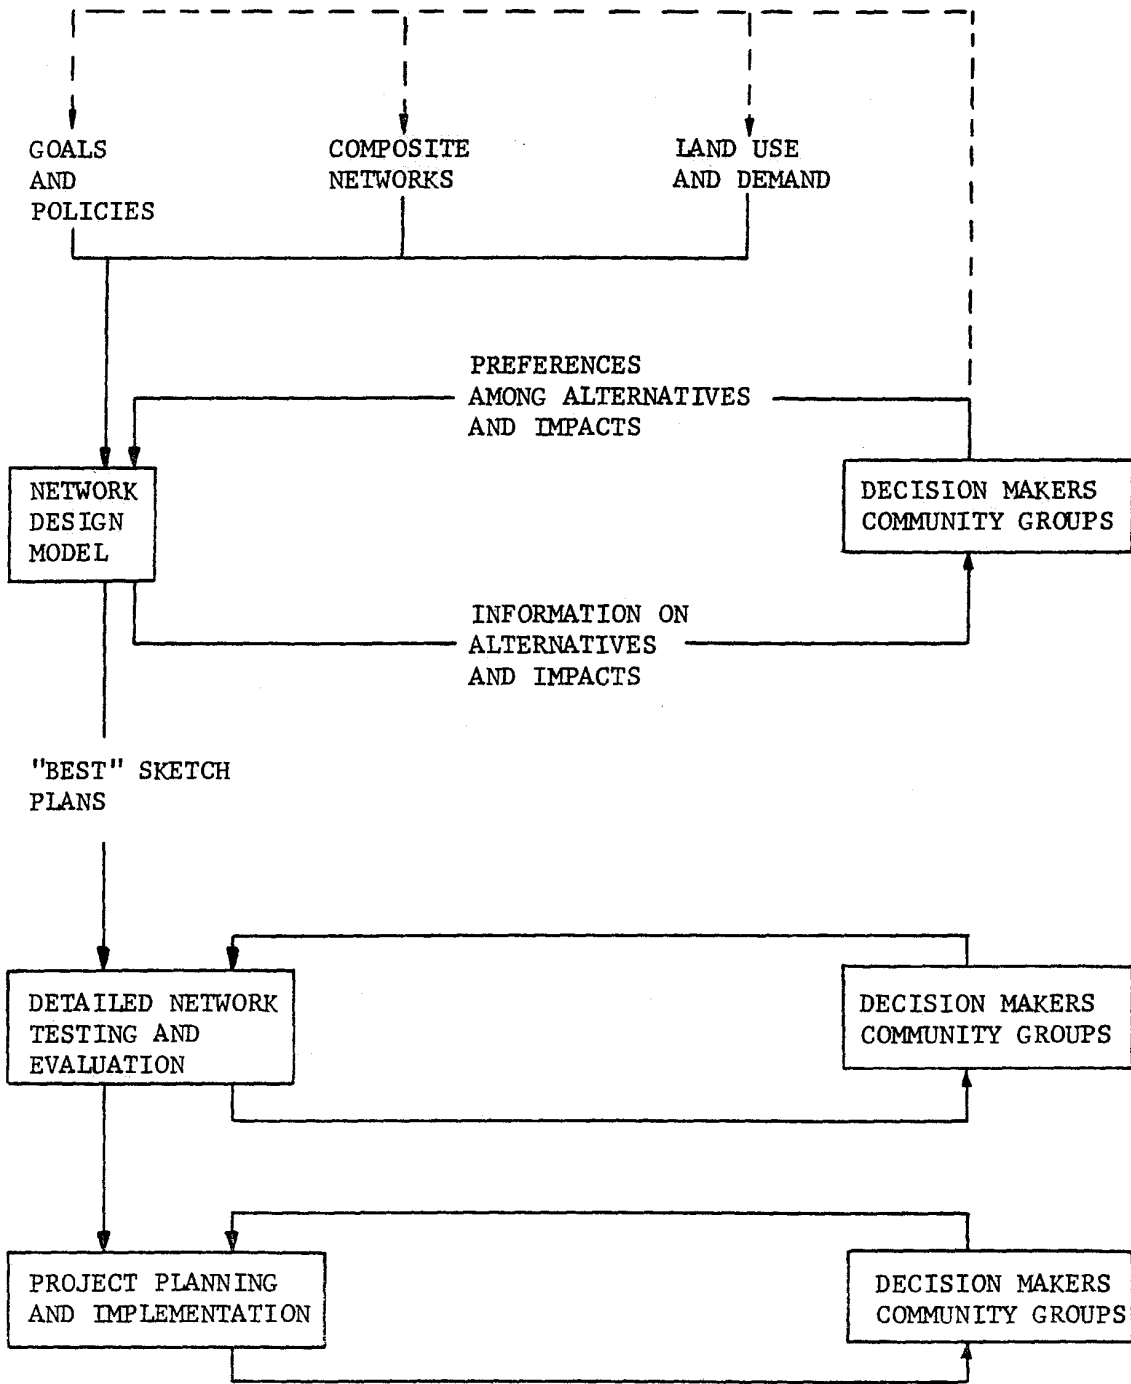 GOALS
AND
POLICIES
COMPOSITE
NETWORKS
LAND USE
AND DEMAND
PREFERENCES
AMONG ALTERNATIVES
AND IMPACTS
NETWORK
DESIGN
MODEL
DECISION MAKERS
COMMUNITY GROUPS
INFORMATION ON
ALTERNATIVES
AND IMPACTS
"BEST" SKETCH
PLANS
DETAILED NETWORK
TESTING AND
EVALUATION
DECISION MAKERS
COMMUNITY GROUPS
PROJECT PLANNING
AND IMPLEMENTATION
DECISION MAKERS
COMMUNITY GROUPS